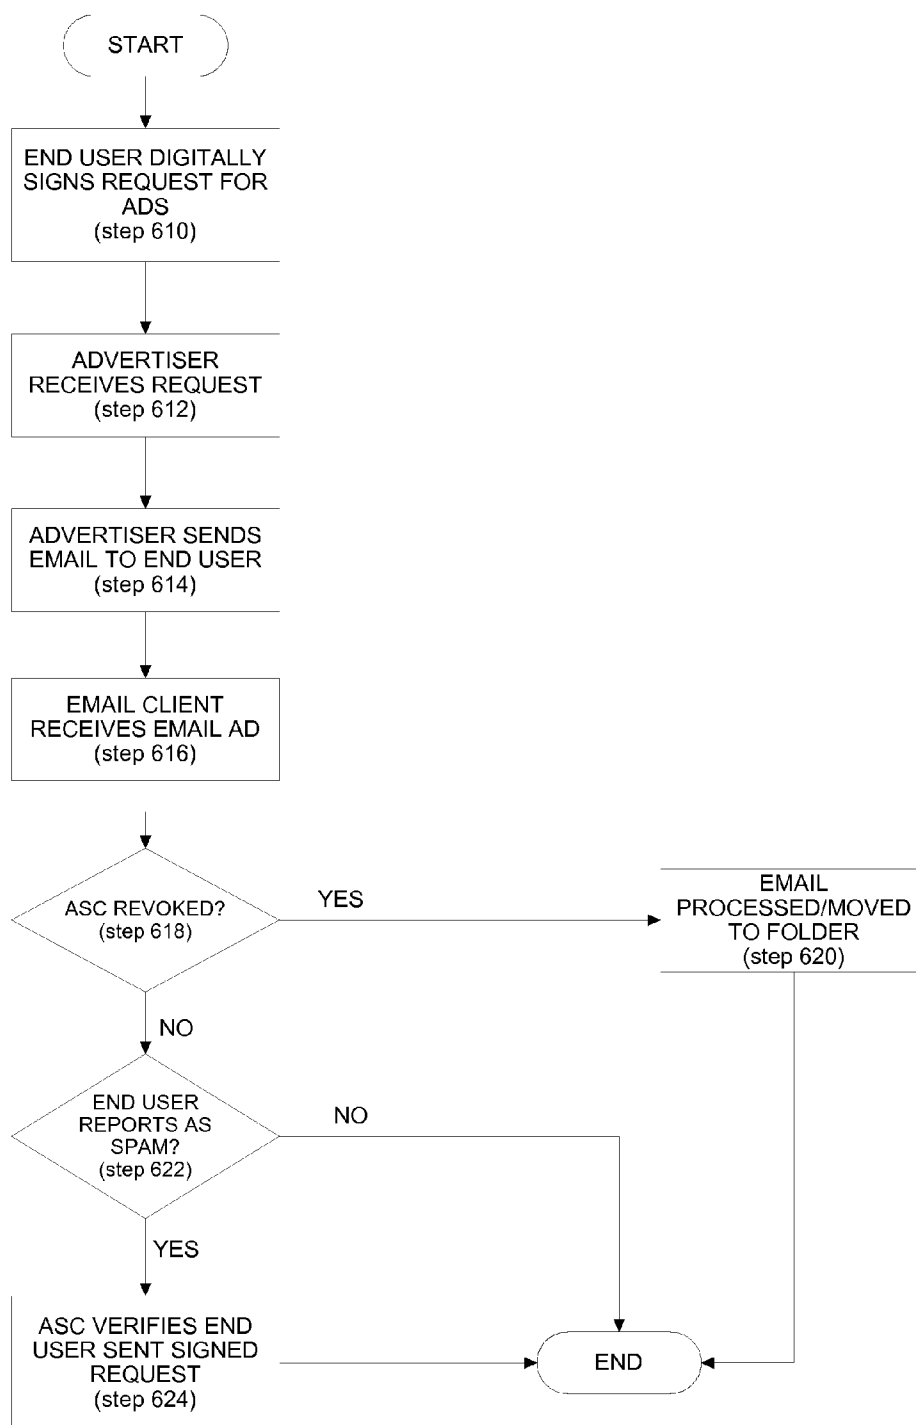 START
END USER DIGITALLY
SIGNS REQUEST FOR
ADS
(step 610)
ADVERTISER
RECEIVES REQUEST
(step 612)
ADVERTISER SENDS
EMAIL TO END USER
(step 614)
EMAIL CLIENT
RECEIVES EMAIL AD
(step 616)
ASC REVOKED?
(step 618)
YES
EMAIL
PROCESSED/MOVED
TO FOLDER
(step 620)
NO
END USER
REPORTS AS
SPAM?
(step 622)
NO
YES
ASC VERIFIES END
USER SENT SIGNED
REQUEST
(step 624)
END